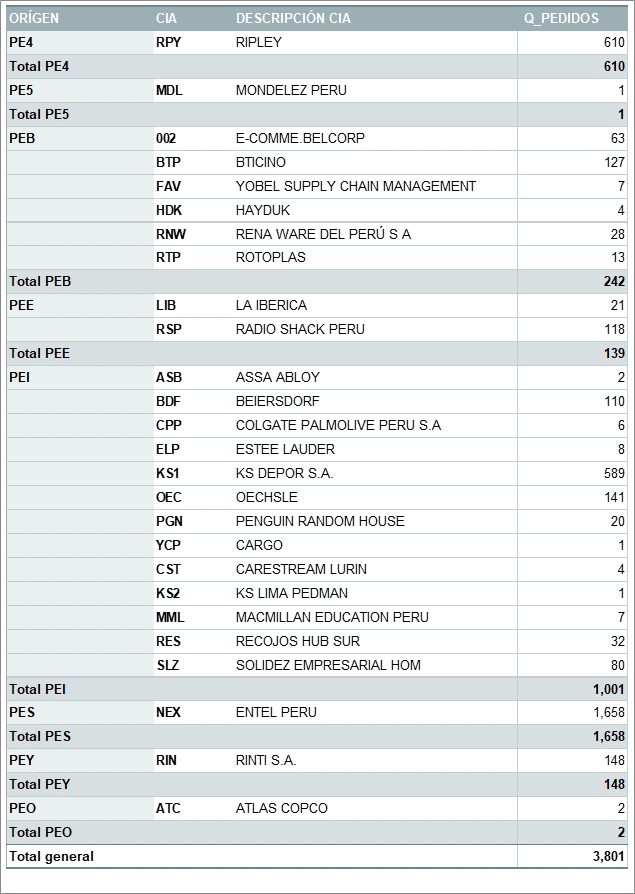 ORÍGEN CIA DESCRIPCIÓN CIA Q_PEDIDOS
PE4 RPY RIPLEY 610
Total PE4 610
PE5 MDL MONDELEZ PERU 1
Total PE5 1
PEB 002 E-COMME.BELCORP 63
BTP BTICINO 127
FAV YOBEL SUPPLY CHAIN MANAGEMENT 7
HDK HAYDUK 4
RNW RENA WARE DEL PERÚ S A 28
RTP ROTOPLAS 13
Total PEB 242
PEE LIB LA IBERICA 21
RSP RADIO SHACK PERU 118
Total PEE 139
PEI ASB ASSA ABLOY 2
BDF BEIERSDORF 110
CPP COLGATE PALMOLIVE PERU S.A 6
ELP ESTEE LAUDER 8
KS1 KS DEPOR S.A. 589
OEC OECHSLE 141
PGN PENGUIN RANDOM HOUSE 20
YCP CARGO 1
CST CARESTREAM LURIN 4
KS2 KS LIMA PEDMAN 1
MML MACMILLAN EDUCATION PERU 7
RES RECOJOS HUB SUR 32
SLZ SOLIDEZ EMPRESARIAL HOM 80
Total PEI 1,001
PES NEX ENTEL PERU 1,658
Total PES 1,658
PEY RIN RINTI S.A. 148
Total PEY 148
PEO ATC ATLAS COPCO 2
Total PEO 2
Total general 3,801